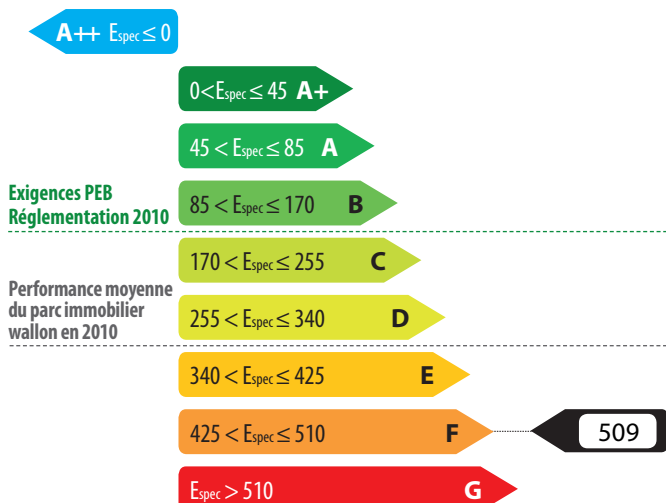 A++ Espec ≤ 0
0<Espec ≤ 45 A+
45 < Espec ≤ 85 A
Exigences PEB
Réglementation 2010
85 < Espec ≤ 170 B
170 < Espec ≤ 255 C
Performance moyenne
du parc immobilier
wallon en 2010
255 < Espec ≤ 340 D
340 < Espec ≤ 425 E
425 < Espec ≤ 510 F
509
Espec > 510 G